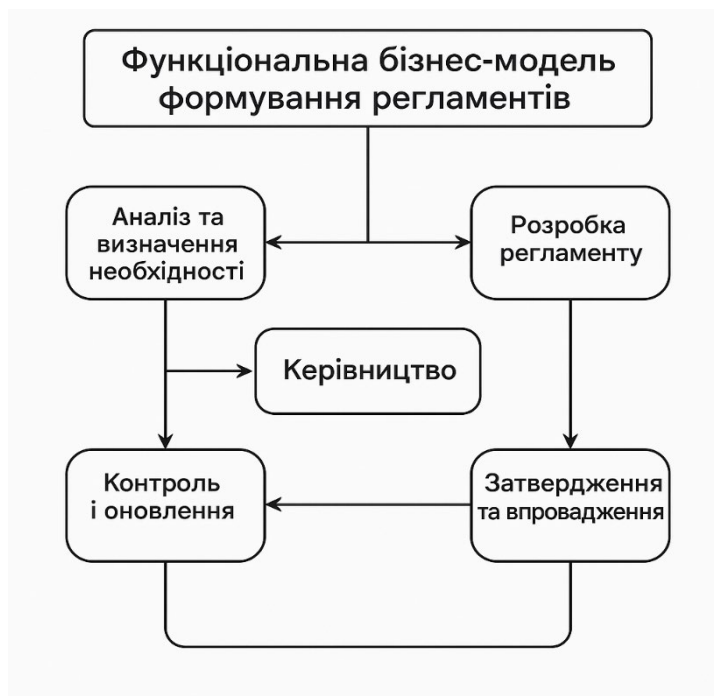 Функціональна бізнес-модель
формування регламентів
Аналіз та
визначення
необхідності
Розробка
регламенту
Керівництво
Контроль
і оновлення
Затвердження
та впровадження